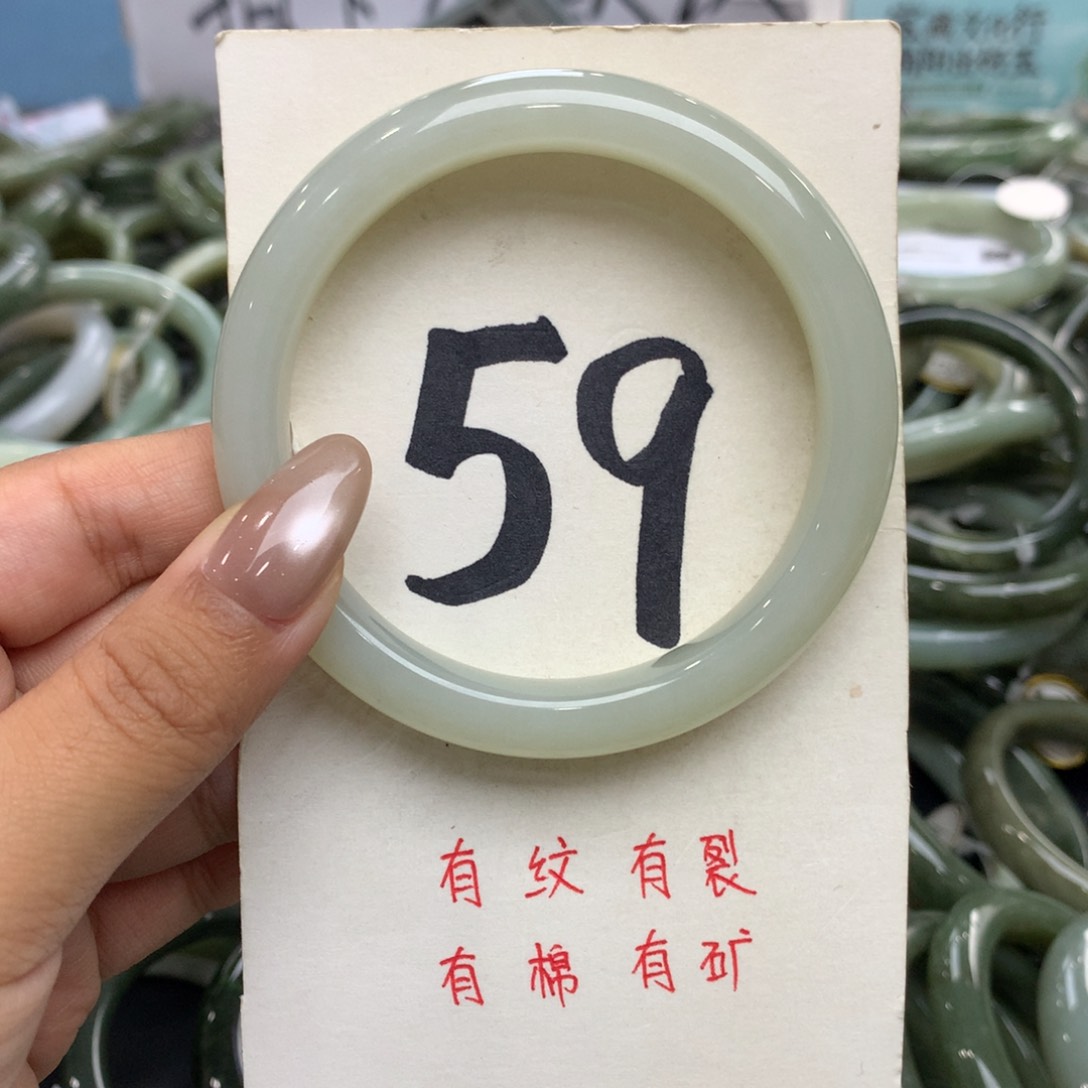 59
有纹 有裂
有棉 有矿